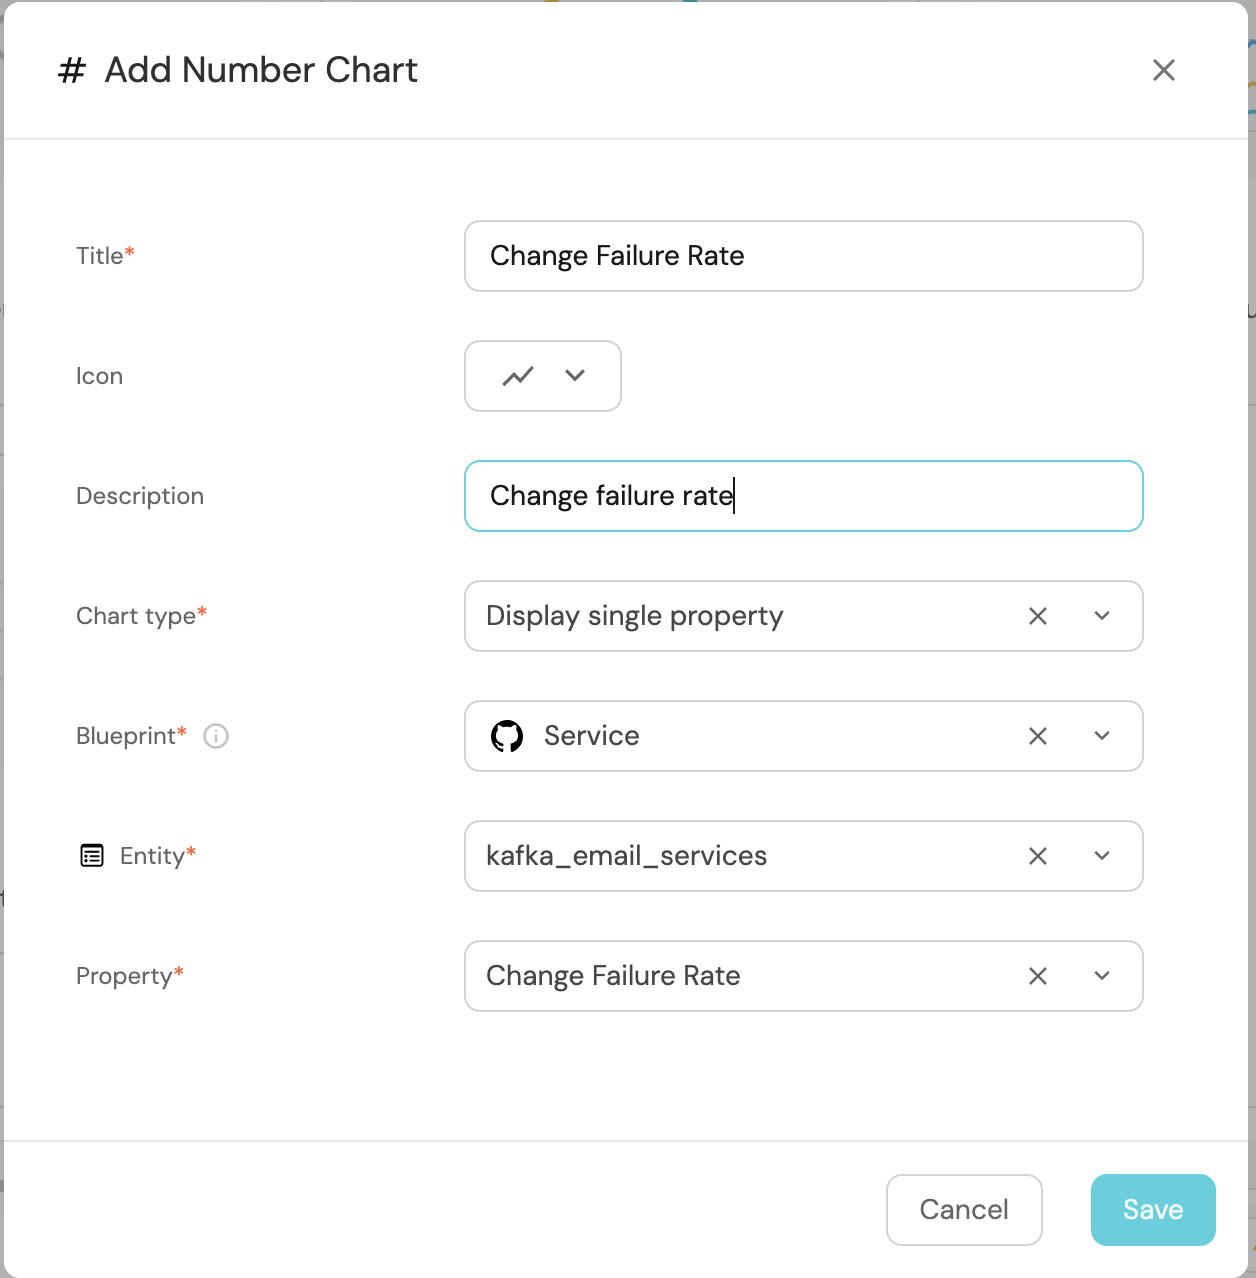 # Add Number Chart
Title*
Change Failure Rate
Icon
Description
Change failure rate
Chart type*
Display single property
Blueprint*
Service
Entity*
kafka_email_services
Property*
Change Failure Rate
Cancel
Save